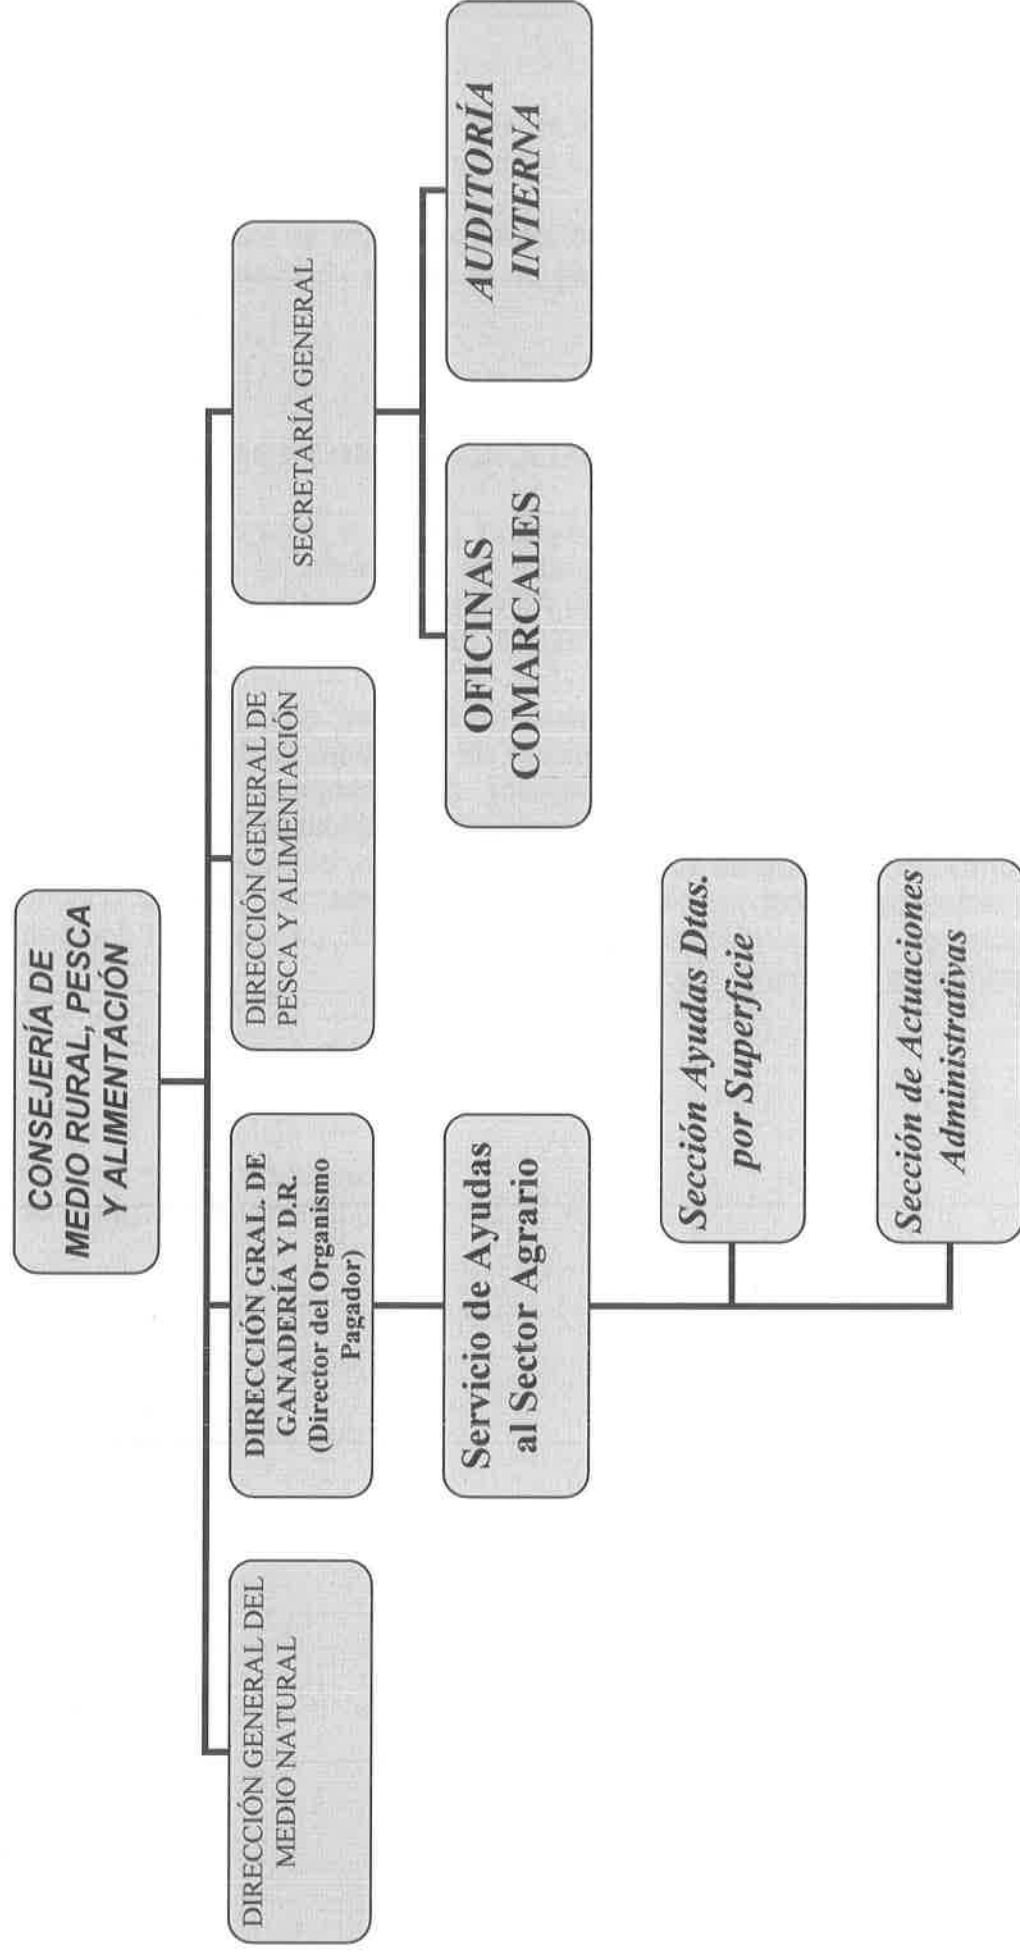 CONSEJERÍA DE
MEDIO RURAL, PESCA
Y ALIMENTACIÓN
DIRECCIÓN GENERAL DEL
MEDIO NATURAL
DIRECCIÓN GRAL. DE
GANADERÍA Y D.R.
(Director del Organismo
Pagador)
DIRECCIÓN GENERAL DE
PESCA Y ALIMENTACIÓN
SECRETARÍA GENERAL
Servicio de Ayudas
al Sector Agrario
OFICINAS
COMARCALES
AUDITORÍA
INTERNA
Sección Ayudas Dtas.
por Superficie
Sección de Actuaciones
Administrativas